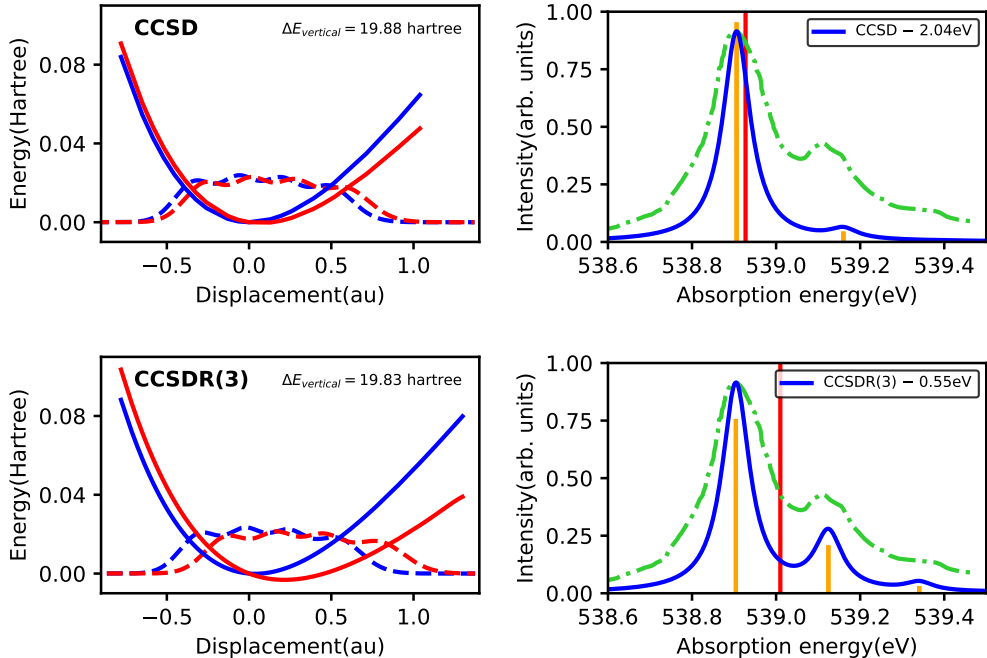 CCSD
ΔE_vertical = 19.88 hartree
Energy(Hartree)
0.08
0.04
0.00
−0.5
0.0
0.5
1.0
Displacement(au)
CCSD − 2.04eV
Intensity(arb. units)
1.00
0.75
0.50
0.25
0.00
538.6
538.8
539.0
539.2
539.4
Absorption energy(eV)
CCSDR(3)
ΔE_vertical = 19.83 hartree
Energy(Hartree)
0.08
0.04
0.00
−0.5
0.0
0.5
1.0
Displacement(au)
CCSDR(3) − 0.55eV
Intensity(arb. units)
1.00
0.75
0.50
0.25
0.00
538.6
538.8
539.0
539.2
539.4
Absorption energy(eV)